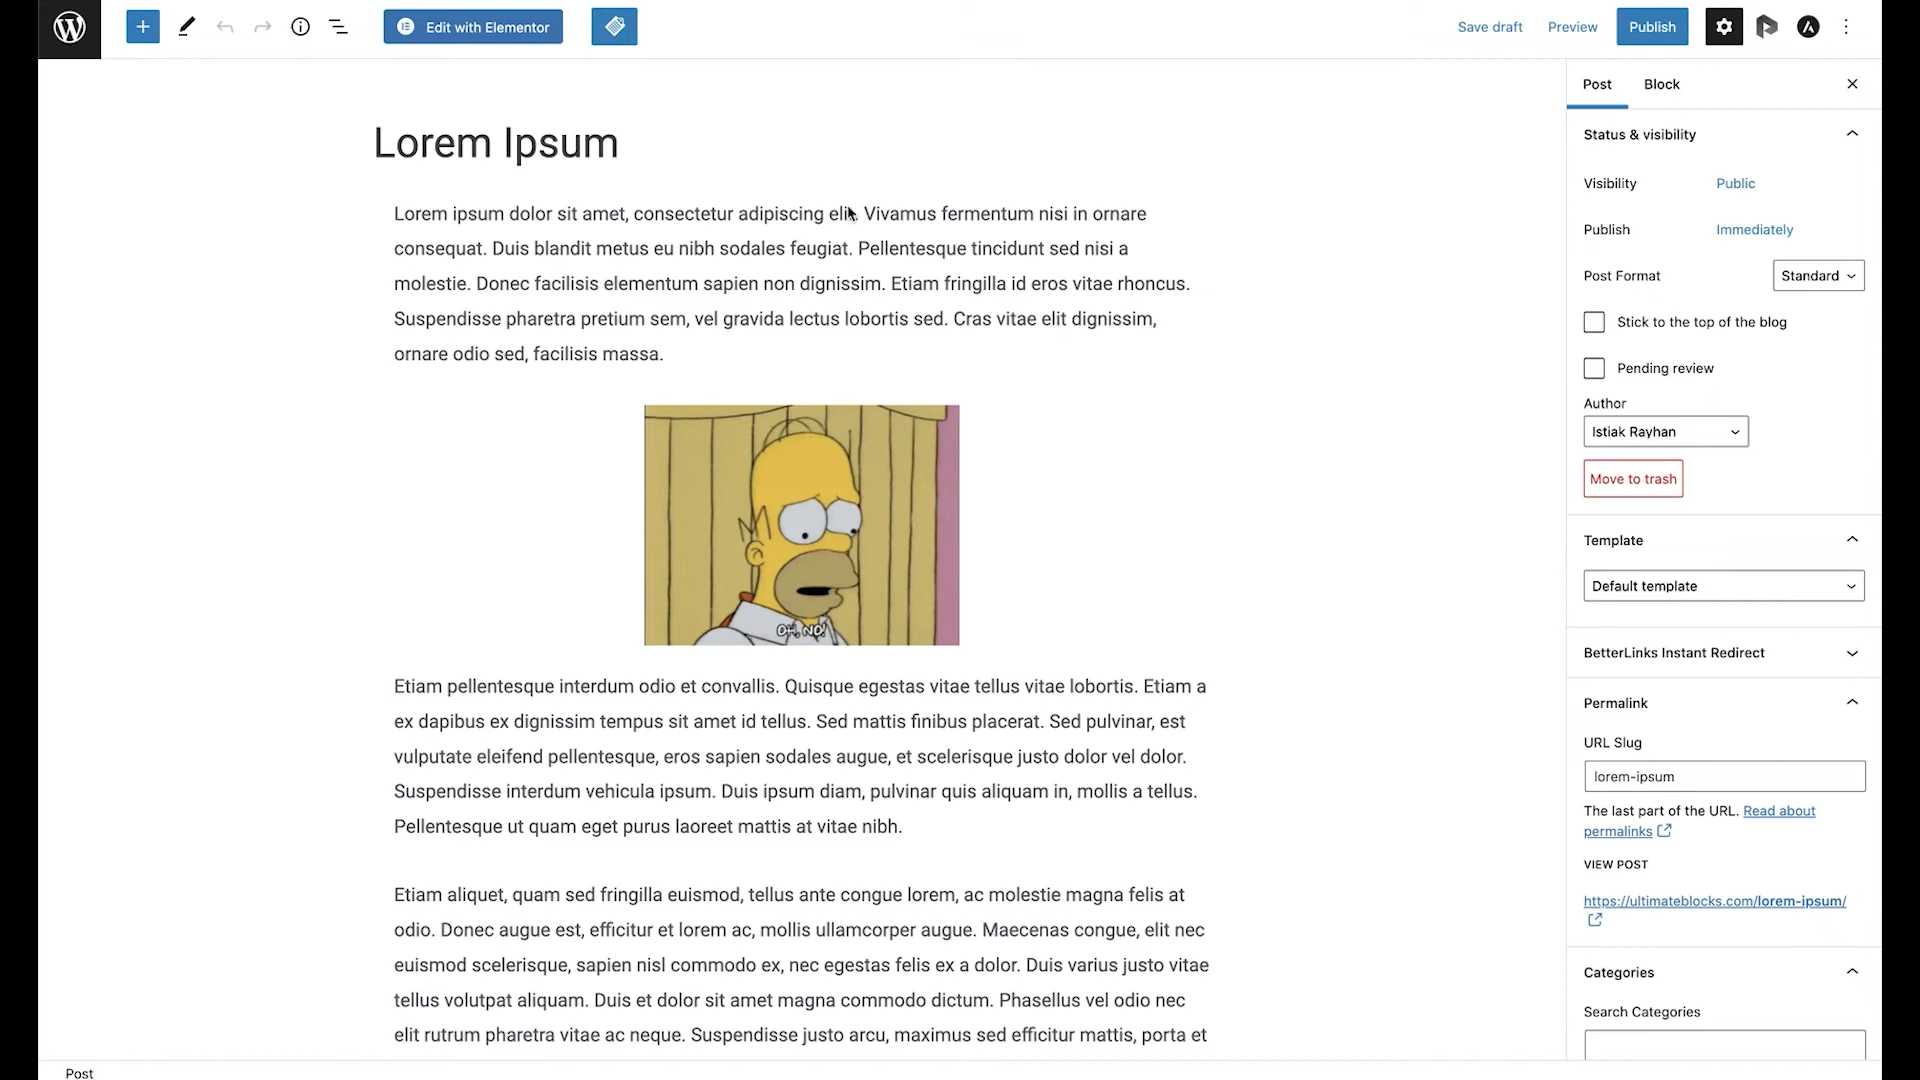 Edit with Elementor
Save draft
Preview
Publish
Post
Block
Lorem Ipsum
Lorem ipsum dolor sit amet, consectetur adipiscing elit. Vivamus fermentum nisi in ornare
consequat. Duis blandit metus eu nibh sodales feugiat. Pellentesque tincidunt sed nisi a
molestie. Donec facilisis elementum sapien non dignissim. Etiam fringilla id eros vitae rhoncus.
Suspendisse pharetra pretium sem, vel gravida lectus lobortis sed. Cras vitae elit dignissim,
ornare odio sed, facilisis massa.
OH, NO!
Etiam pellentesque interdum odio et convallis. Quisque egestas vitae tellus vitae lobortis. Etiam a
ex dapibus ex dignissim tempus sit amet id tellus. Sed mattis finibus placerat. Sed pulvinar, est
vulputate eleifend pellentesque, eros sapien sodales augue, et scelerisque justo dolor vel dolor.
Suspendisse interdum vehicula ipsum. Duis ipsum diam, pulvinar quis aliquam in, mollis a tellus.
Pellentesque ut quam eget purus laoreet mattis at vitae nibh.
Etiam aliquet, quam sed fringilla euismod, tellus ante congue lorem, ac molestie magna felis at
odio. Donec augue est, efficitur et lorem ac, mollis ullamcorper augue. Maecenas congue, elit nec
euismod scelerisque, sapien nisl commodo ex, nec egestas felis ex a dolor. Duis varius justo vitae
tellus volutpat aliquam. Duis et dolor sit amet magna commodo dictum. Phasellus vel odio nec
elit rutrum pharetra vitae ac neque. Suspendisse justo arcu, maximus sed efficitur mattis, porta et
Status & visibility
Visibility Public
Publish Immediately
Post Format Standard
Stick to the top of the blog
Pending review
Author
Istiak Rayhan
Move to trash
Template
Default template
BetterLinks Instant Redirect
Permalink
URL Slug
lorem-ipsum
The last part of the URL. Read about
permalinks
VIEW POST
https://ultimateblocks.com/lorem-ipsum/
Categories
Search Categories
Post